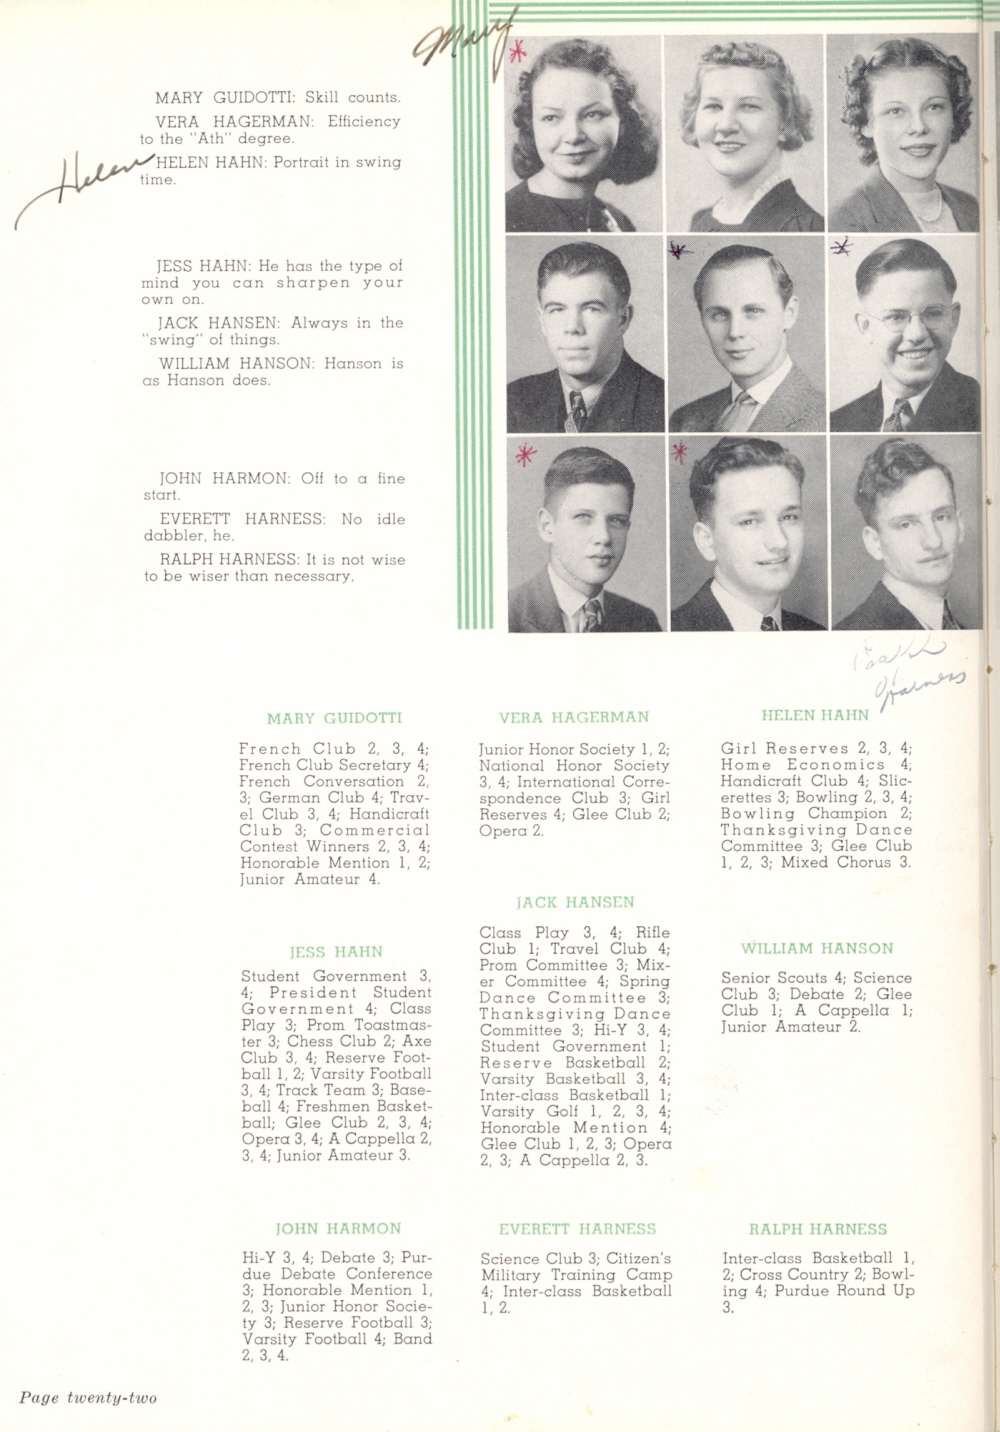 Mary
MARY GUIDOTTI: Skill counts.
VERA HAGERMAN: Efficiency
to the "Ath" degree.
Helen
HELEN HAHN: Portrait in swing
time.
JESS HAHN: He has the type of
mind you can sharpen your
own on.
JACK HANSEN: Always in the
"swing" of things.
WILLIAM HANSON: Hanson is
as Hanson does.
JOHN HARMON: Off to a fine
start.
EVERETT HARNESS: No idle
dabbler, he.
RALPH HARNESS: It is not wise
to be wiser than necessary.
Harness
MARY GUIDOTTI
French Club 2, 3, 4;
French Club Secretary 4;
French Conversation 2,
3; German Club 4; Trav-
el Club 3, 4; Handicraft
Club 3; Commercial
Contest Winners 2, 3, 4;
Honorable Mention 1, 2;
Junior Amateur 4.
VERA HAGERMAN
Junior Honor Society 1, 2;
National Honor Society
3, 4; International Corre-
spondence Club 3; Girl
Reserves 4; Glee Club 2;
Opera 2.
HELEN HAHN
Girl Reserves 2, 3, 4;
Home Economics 4;
Handicraft Club 4; Slic-
erettes 3; Bowling 2, 3, 4;
Bowling Champion 2;
Thanksgiving Dance
Committee 3; Glee Club
1, 2, 3; Mixed Chorus 3.
JESS HAHN
Student Government 3,
4; President Student
Government 4; Class
Play 3; Prom Toastmas-
ter 3; Chess Club 2; Axe
Club 3, 4; Reserve Foot-
ball 1, 2; Varsity Football
3, 4; Track Team 3; Base-
ball 4; Freshmen Basket-
ball; Glee Club 2, 3, 4;
Opera 3, 4; A Cappella 2,
3, 4; Junior Amateur 3.
JACK HANSEN
Class Play 3, 4; Rifle
Club 1; Travel Club 4;
Prom Committee 3; Mix-
er Committee 4; Spring
Dance Committee 3;
Thanksgiving Dance
Committee 3; Hi-Y 3, 4;
Student Government 1;
Reserve Basketball 2;
Varsity Basketball 3, 4;
Inter-class Basketball 1;
Varsity Golf 1, 2, 3, 4;
Honorable Mention 4;
Glee Club 1, 2, 3; Opera
2, 3; A Cappella 2, 3.
WILLIAM HANSON
Senior Scouts 4; Science
Club 3; Debate 2; Glee
Club 1; A Cappella 1;
Junior Amateur 2.
JOHN HARMON
Hi-Y 3, 4; Debate 3; Pur-
due Debate Conference
3; Honorable Mention 1,
2, 3; Junior Honor Socie-
ty 3; Reserve Football 3;
Varsity Football 4; Band
2, 3, 4.
EVERETT HARNESS
Science Club 3; Citizen's
Military Training Camp
4; Inter-class Basketball
1, 2.
RALPH HARNESS
Inter-class Basketball 1,
2; Cross Country 2; Bowl-
ing 4; Purdue Round Up
3.
Page twenty-two